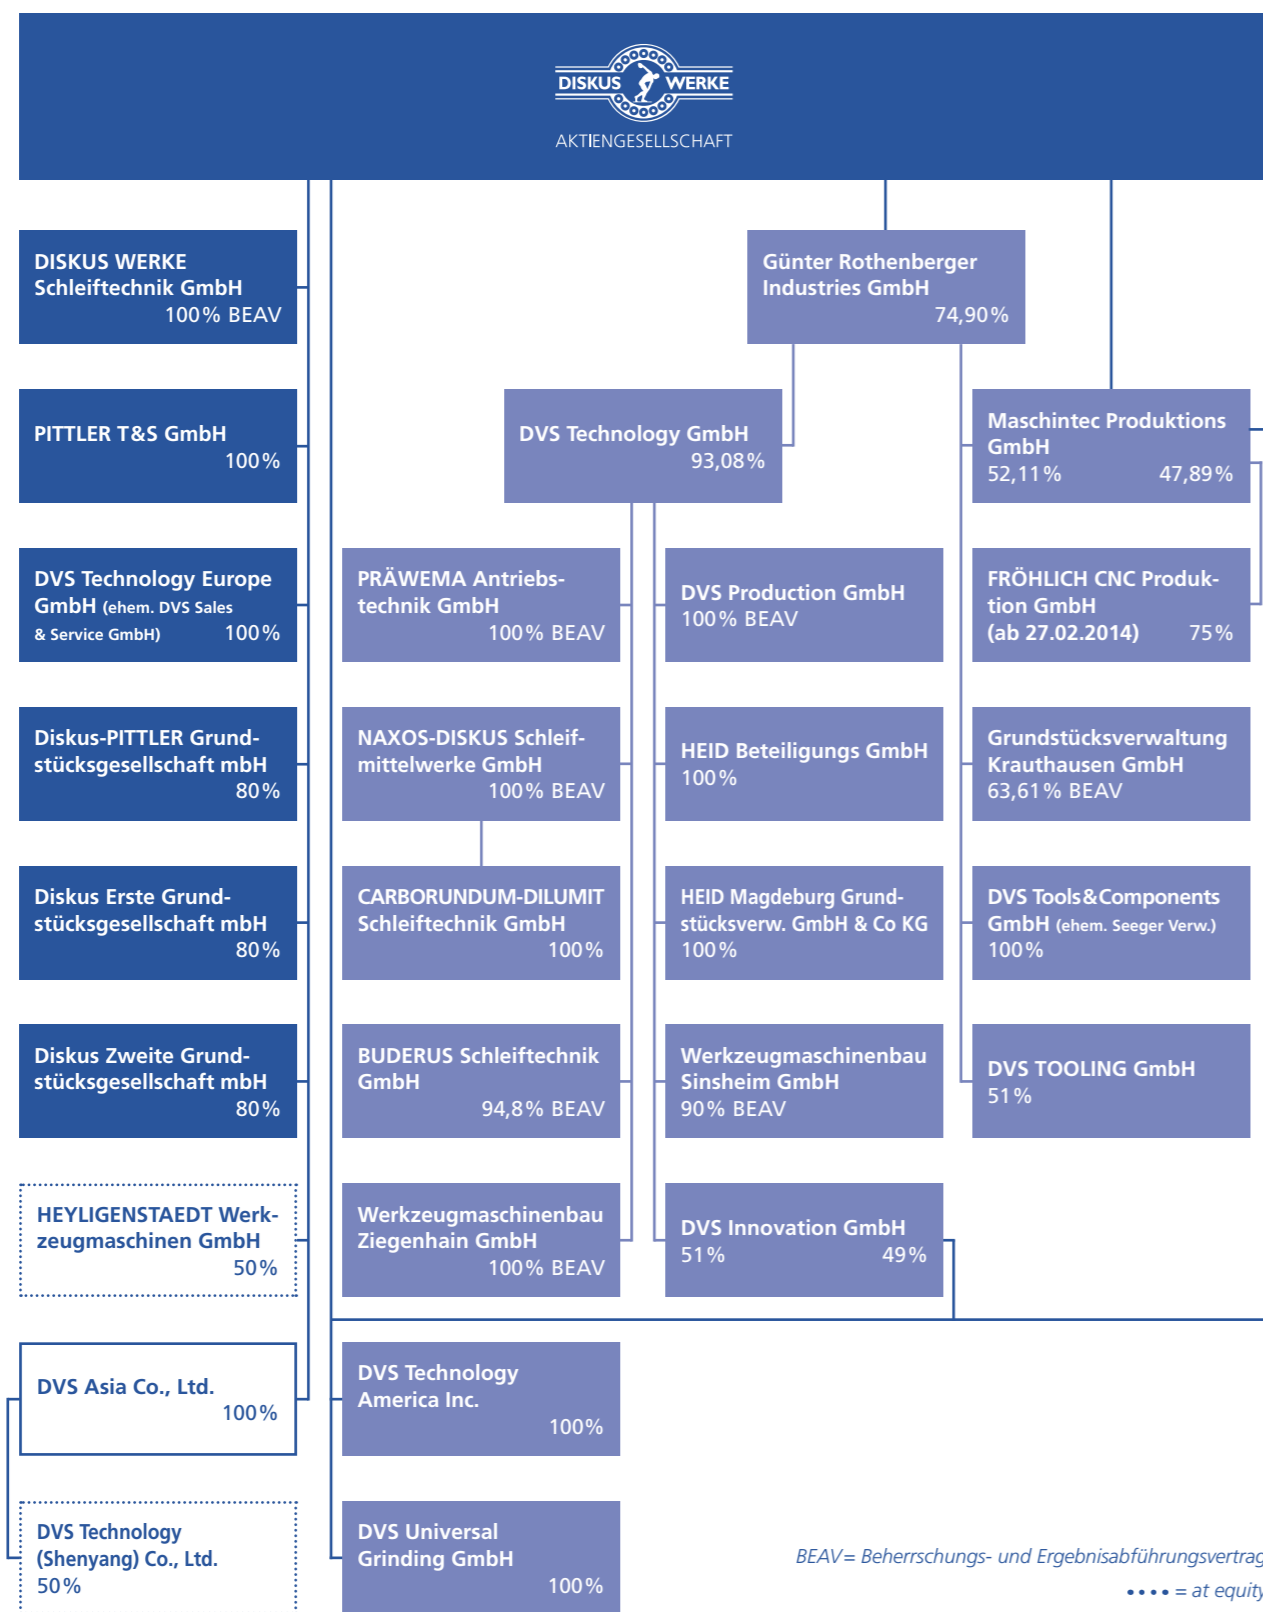 DISKUS WERKE
AKTIENGESELLSCHAFT
DISKUS WERKE
Schleiftechnik GmbH
100% BEAV
Günter Rothenberger
Industries GmbH
74,90%
PITTLER T&S GmbH
100%
DVS Technology GmbH
93,08%
Maschintec Produktions
GmbH
52,11% 47,89%
DVS Technology Europe
GmbH (ehem. DVS Sales
& Service GmbH) 100%
PRÄWEMA Antriebs-
technik GmbH
100% BEAV
DVS Production GmbH
100% BEAV
FRÖHLICH CNC Produk-
tion GmbH
(ab 27.02.2014) 75%
Diskus-PITTLER Grund-
stücksgesellschaft mbH
80%
NAXOS-DISKUS Schleif-
mittelwerke GmbH
100% BEAV
HEID Beteiligungs GmbH
100%
Grundstücksverwaltung
Krauthausen GmbH
63,61% BEAV
Diskus Erste Grund-
stücksgesellschaft mbH
80%
CARBORUNDUM-DILUMIT
Schleiftechnik GmbH
100%
HEID Magdeburg Grund-
stücksverw. GmbH & Co KG
100%
DVS Tools&Components
GmbH (ehem. Seeger Verw.)
100%
Diskus Zweite Grund-
stücksgesellschaft mbH
80%
BUDERUS Schleiftechnik
GmbH
94,8% BEAV
Werkzeugmaschinenbau
Sinsheim GmbH
90% BEAV
DVS TOOLING GmbH
51%
HEYLIGENSTAEDT Werk-
zeugmaschinen GmbH
50%
Werkzeugmaschinenbau
Ziegenhain GmbH
100% BEAV
DVS Innovation GmbH
51% 49%
DVS Asia Co., Ltd.
100%
DVS Technology
America Inc.
100%
DVS Technology
(Shenyang) Co., Ltd.
50%
DVS Universal
Grinding GmbH
100%
BEAV= Beherrschungs- und Ergebnisabführungsvertrag
•••• = at equity